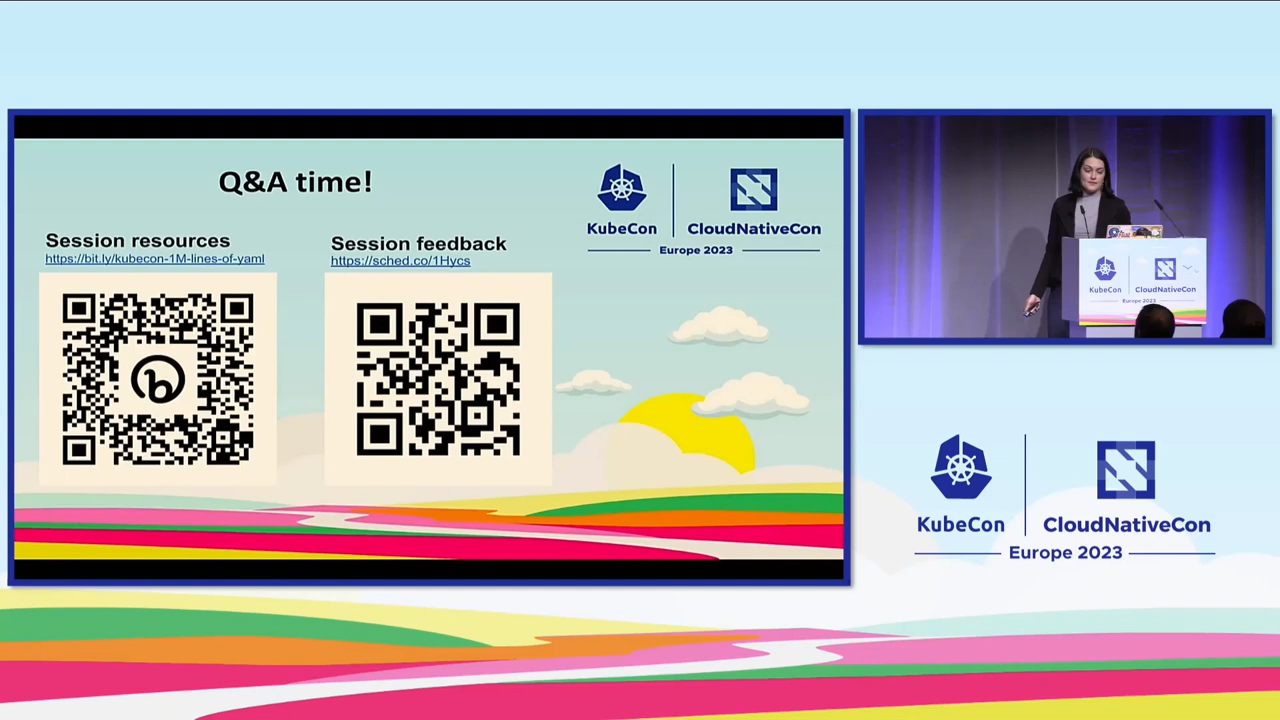 Q&A time!
KubeCon
CloudNativeCon
Europe 2023
Session resources
https://bit.ly/kubecon-1M-lines-of-yaml
Session feedback
https://sched.co/1Hycs
b
KubeCon
CloudNativeCon
Europe 2023
KubeCon
CloudNativeCon
Europe 2023